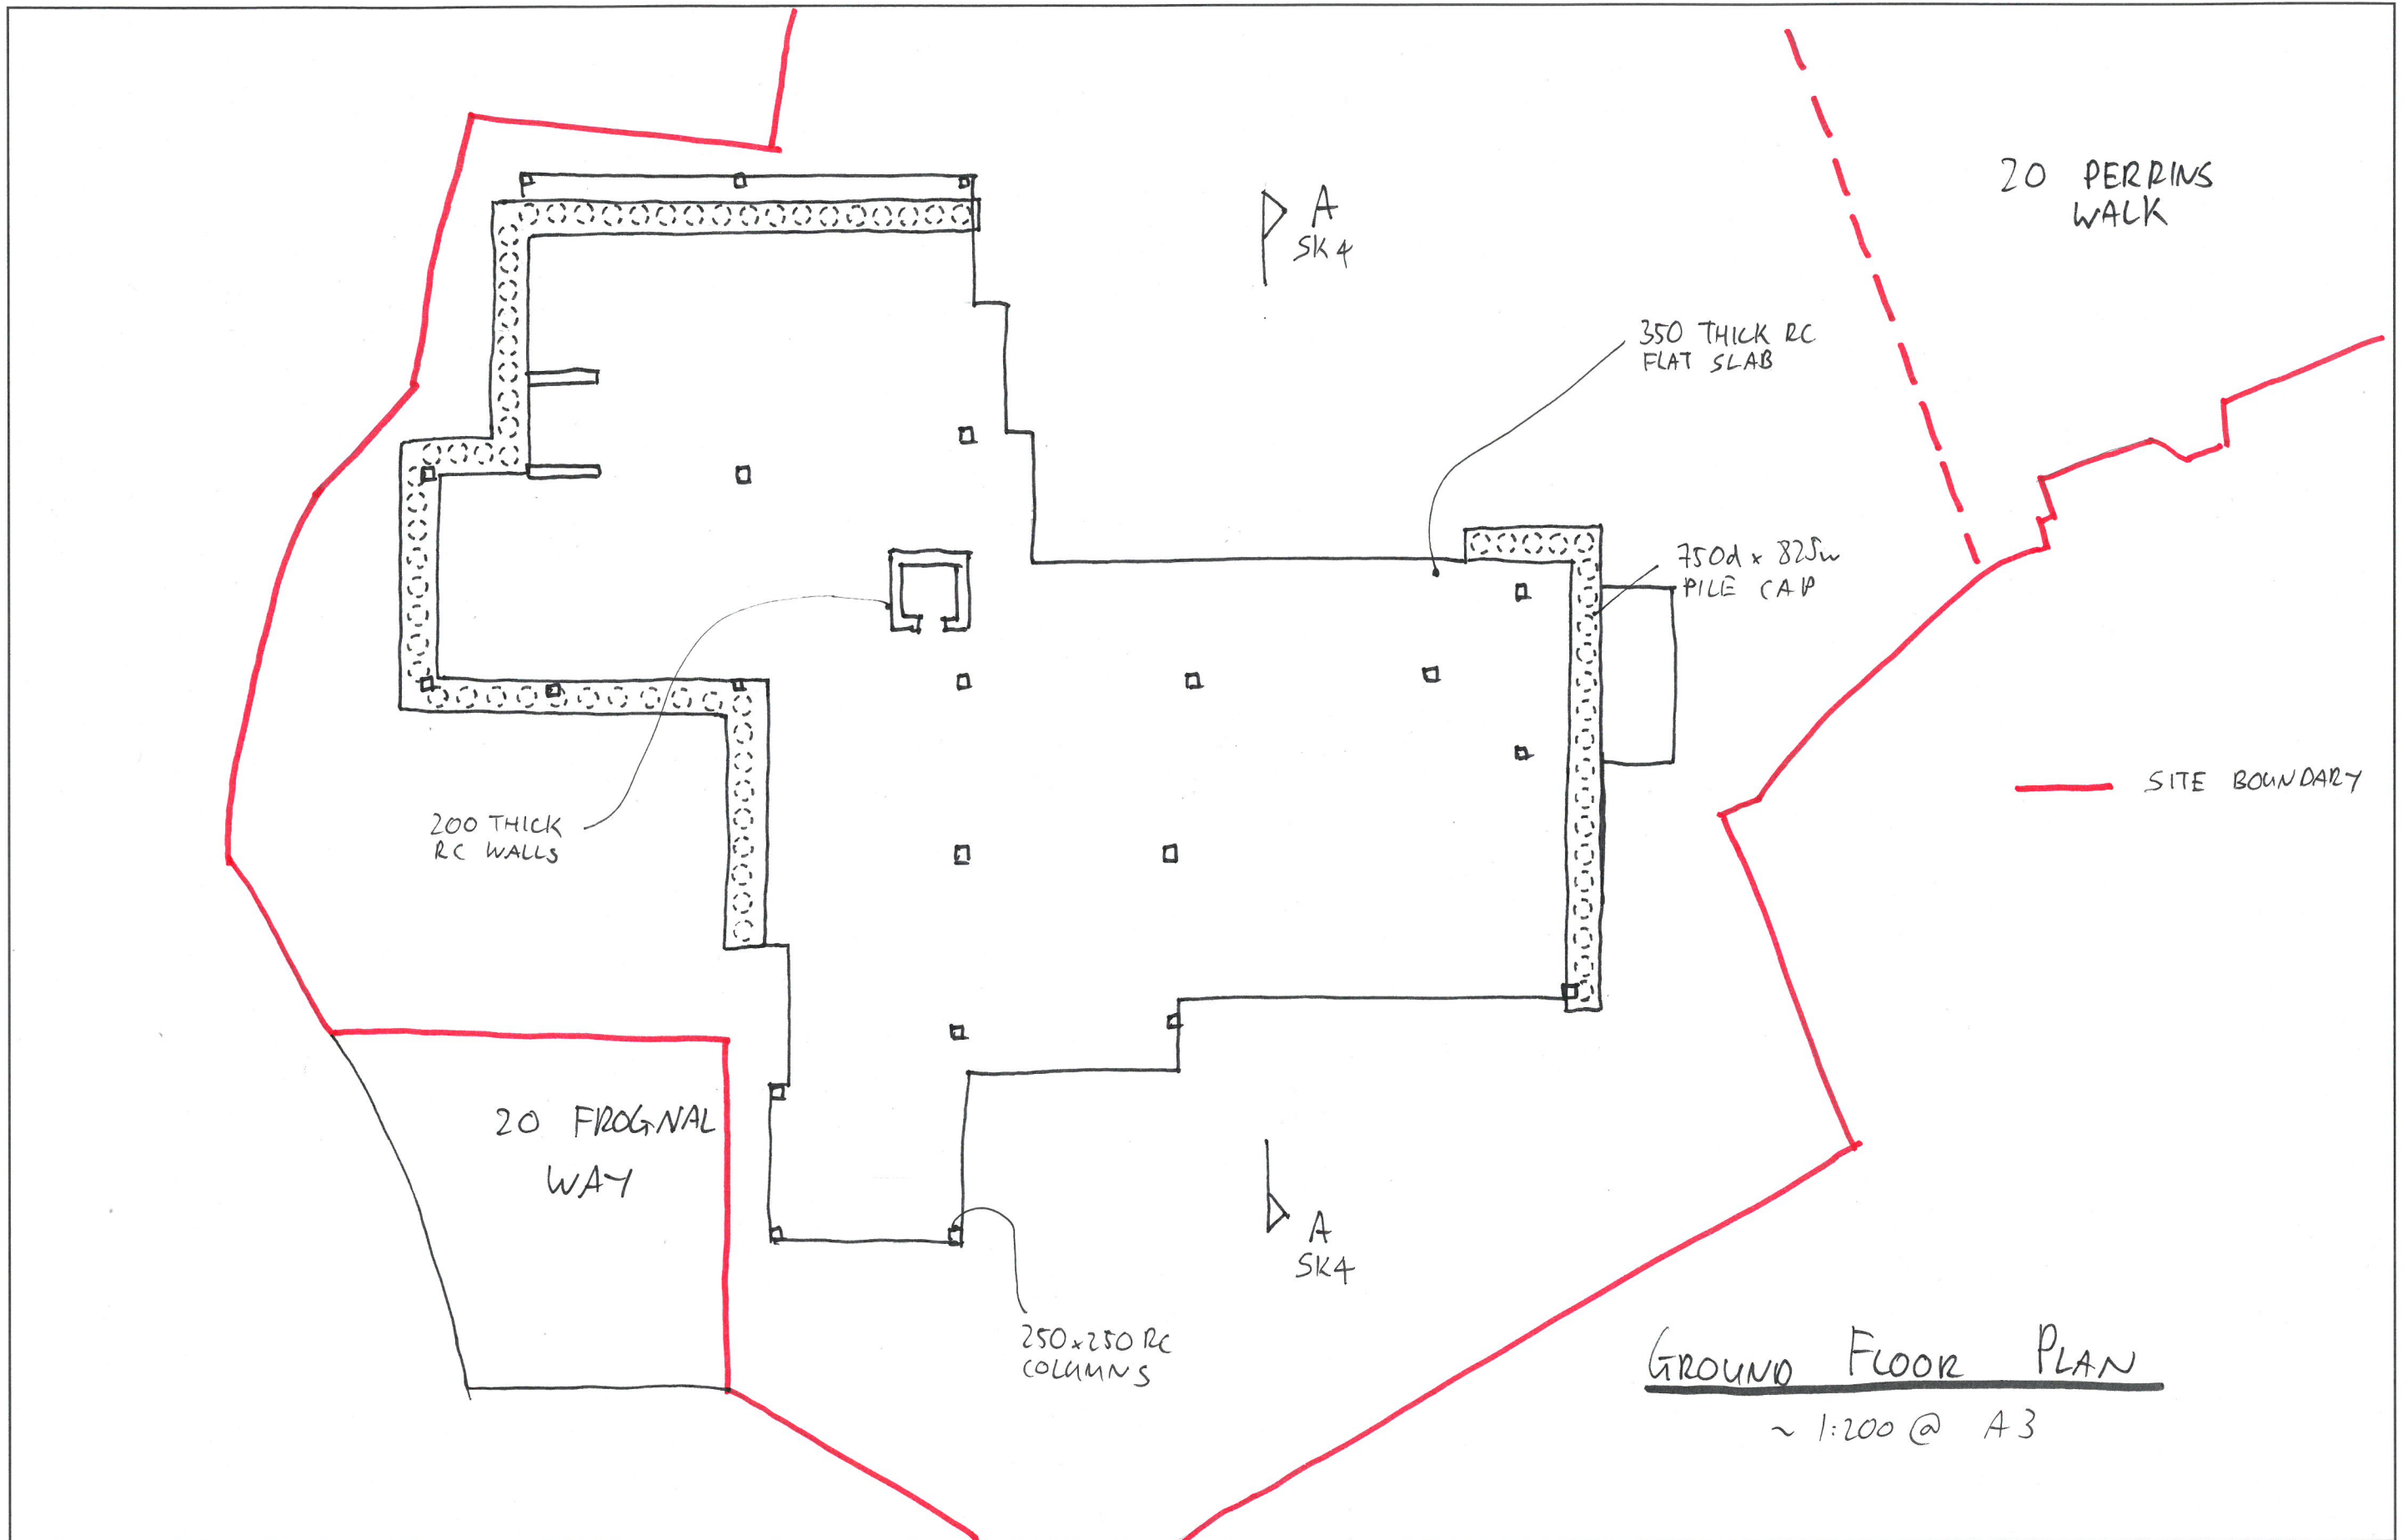 20 PERRINS
WALK
A
SK4
350 THICK RC
FLAT SLAB
750d x 825w
PILE CAP
SITE BOUNDARY
200 THICK
RC WALLS
20 FROGNAL
WAY
A
SK4
250x250 RC
COLUMNS
GROUND FLOOR PLAN
~ 1:200 @ A3